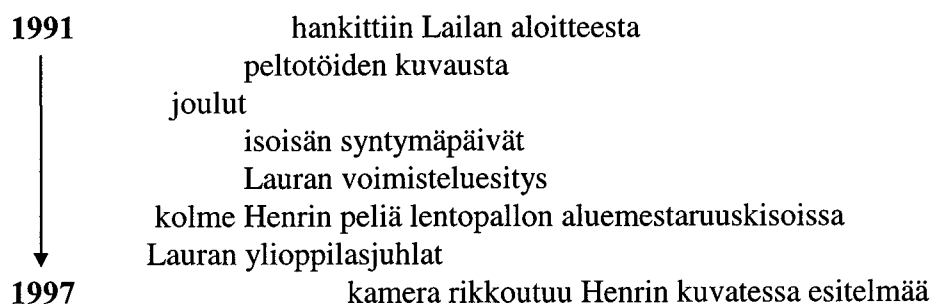 1991 hankittiin Lailan aloitteesta
peltotöiden kuvausta
joulut
isoisän syntymäpäivät
Lauran voimisteluesitys
kolme Henrin peliä lentopallon aluemestaruuskisoissa
Lauran ylioppilasjuhlat
1997 kamera rikkoutuu Henrin kuvatessa esitelmää